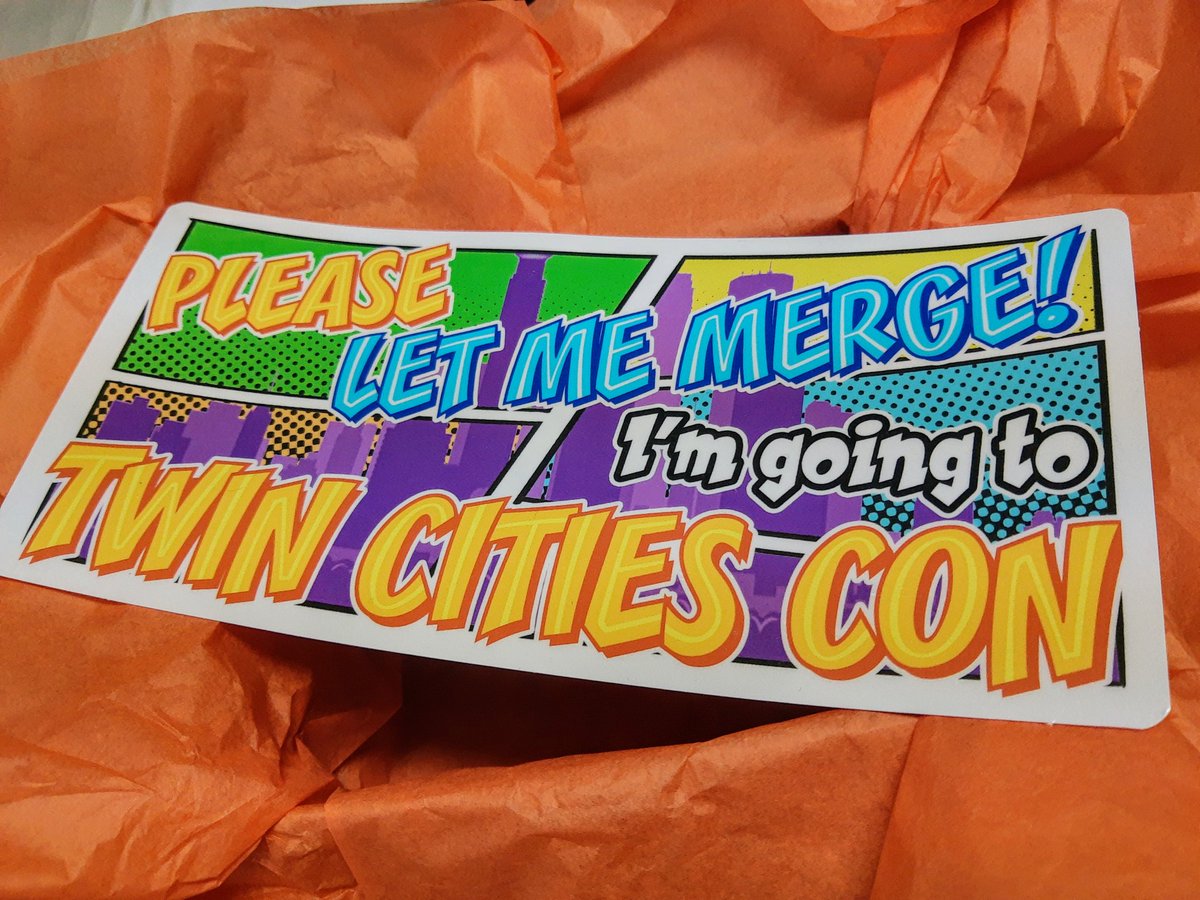 PLEASE
LET ME MERGE!
I'm going to
TWIN CITIES CON